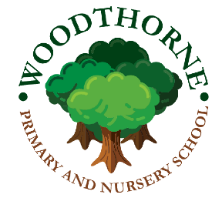 WOODTHORNE
PRIMARY AND NURSERY SCHOOL